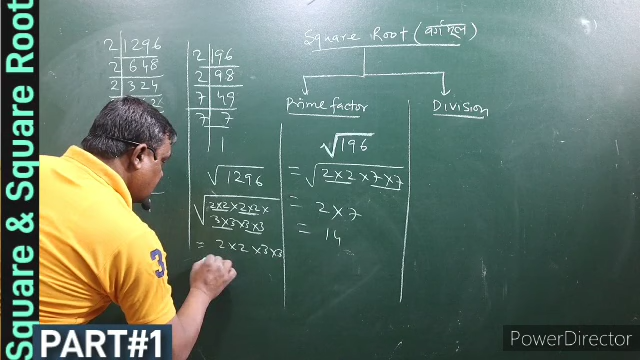 Square & Square Root
Square Root (वर्गमूल)
Prime factor
Division
2 | 1296
2 | 648
2 | 324
2 | 196
2 | 98
7 | 49
7 | 7
1
√1296
√2×2×2×2×
3×3×3×3
= 2×2×3×3
√196
= √2×2×7×7
= 2×7
= 14
3
PART#1
PowerDirector